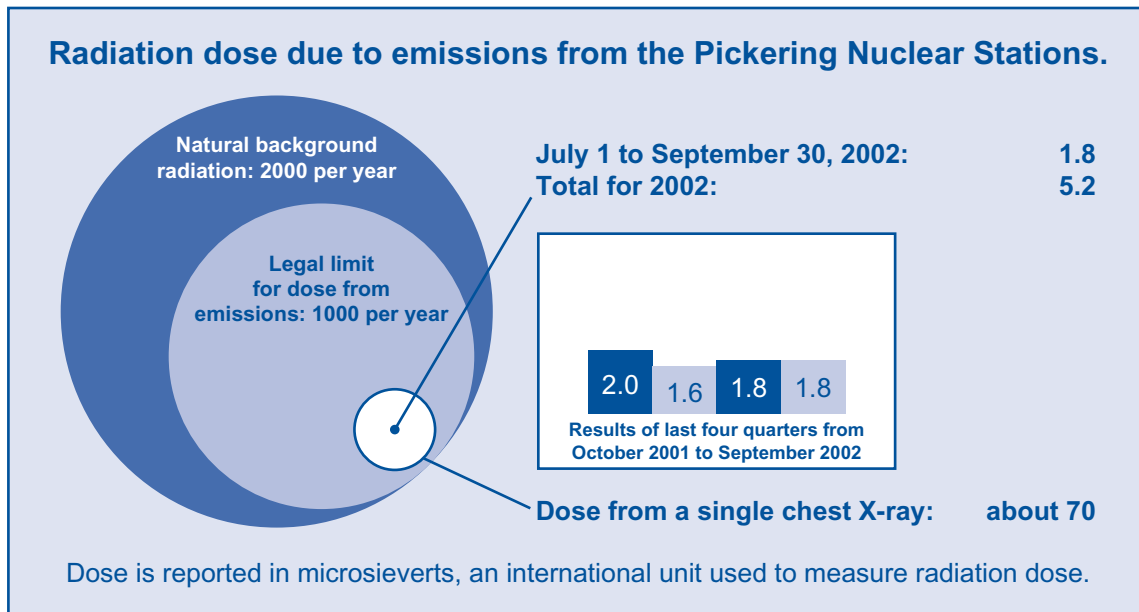 Radiation dose due to emissions from the Pickering Nuclear Stations.
Natural background
radiation: 2000 per year
Legal limit
for dose from
emissions: 1000 per year
July 1 to September 30, 2002: 1.8
Total for 2002: 5.2
2.0 1.6 1.8 1.8
Results of last four quarters from
October 2001 to September 2002
Dose from a single chest X-ray: about 70
Dose is reported in microsieverts, an international unit used to measure radiation dose.